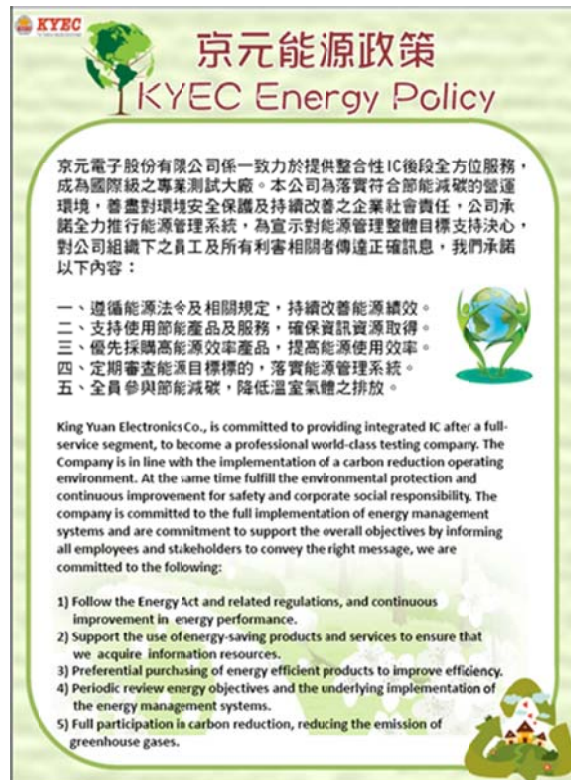 KYEC
京元能源政策
KYEC Energy Policy
京元電子股份有限公司係一致力於提供整合性IC後段全方位服務，
成為國際級之專業測試大廠。本公司為落實符合節能減碳的營運
環境，善盡對環境安全保護及持續改善之企業社會責任，公司承
諾全力推行能源管理系統，為宣示對能源管理整體目標支持決心，
對公司組織下之員工及所有利害相關者傳達正確訊息，我們承諾
以下內容：
一、遵循能源法令及相關規定，持續改善能源績效。
二、支持使用節能產品及服務，確保資訊資源取得。
三、優先採購高能源效率產品，提高能源使用效率。
四、定期審查能源目標標的，落實能源管理系統。
五、全員參與節能減碳，降低溫室氣體之排放。
King Yuan Electronics Co., is committed to providing integrated IC after a full-
service segment, to become a professional world-class testing company. The
Company is in line with the implementation of a carbon reduction operating
environment. At the same time fulfill the environmental protection and
continuous improvement for safety and corporate social responsibility. The
company is committed to the full implementation of energy management
systems and are commitment to support the overall objectives by informing
all employees and stakeholders to convey the right message, we are
committed to the following:
1) Follow the Energy Act and related regulations, and continuous
improvement in energy performance.
2) Support the use of energy-saving products and services to ensure that
we acquire information resources.
3) Preferential purchasing of energy efficient products to improve efficiency.
4) Periodic review energy objectives and the underlying implementation of
the energy management systems.
5) Full participation in carbon reduction, reducing the emission of
greenhouse gases.